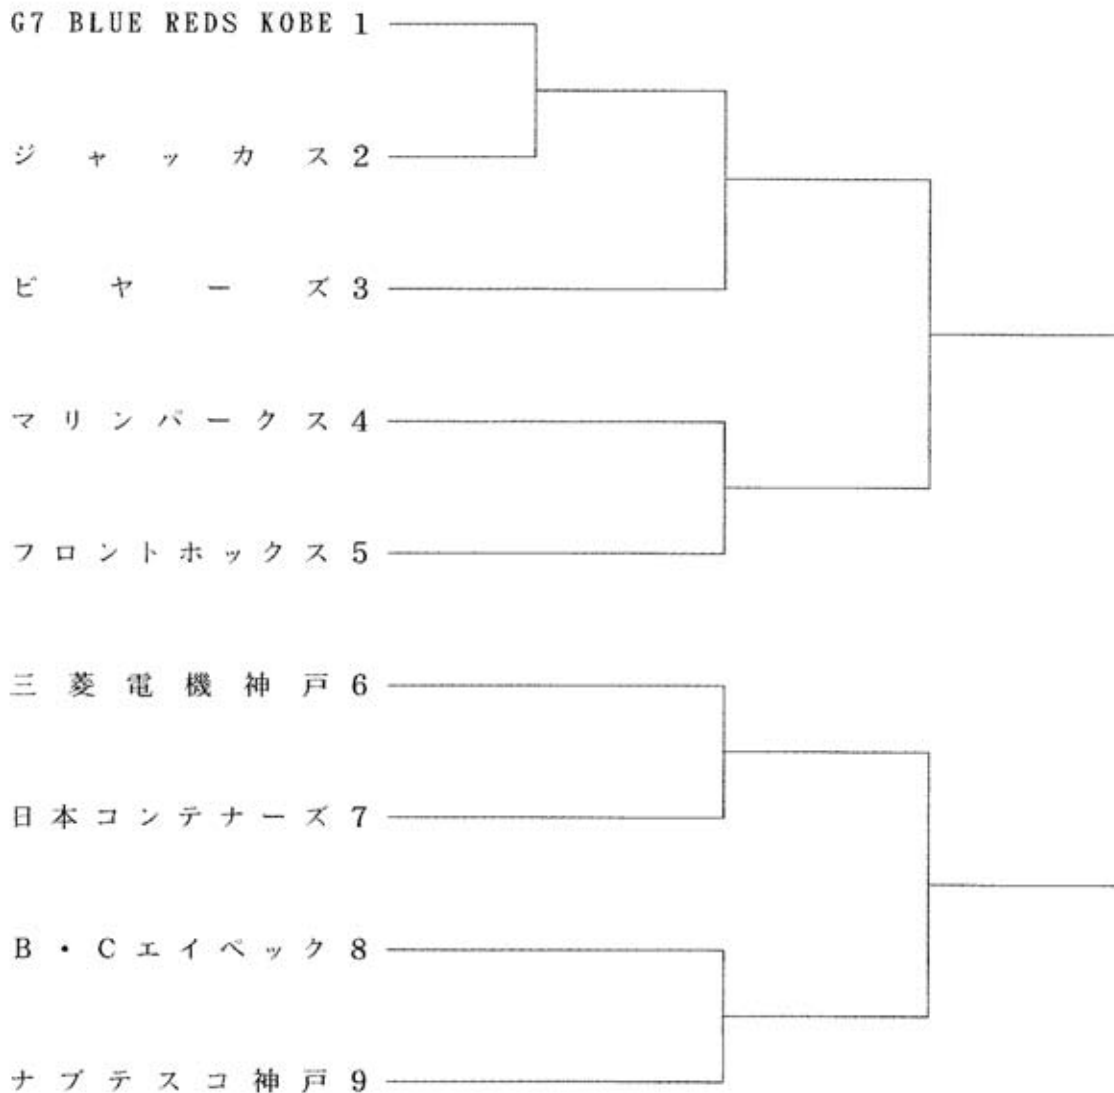 G7 BLUE REDS KOBE 1
ジャッカス 2
ビヤーズ 3
マリンパークス 4
フロントホックス 5
三菱電機神戸 6
日本コンテナーズ 7
B・Cエイペック 8
ナブテスコ神戸 9